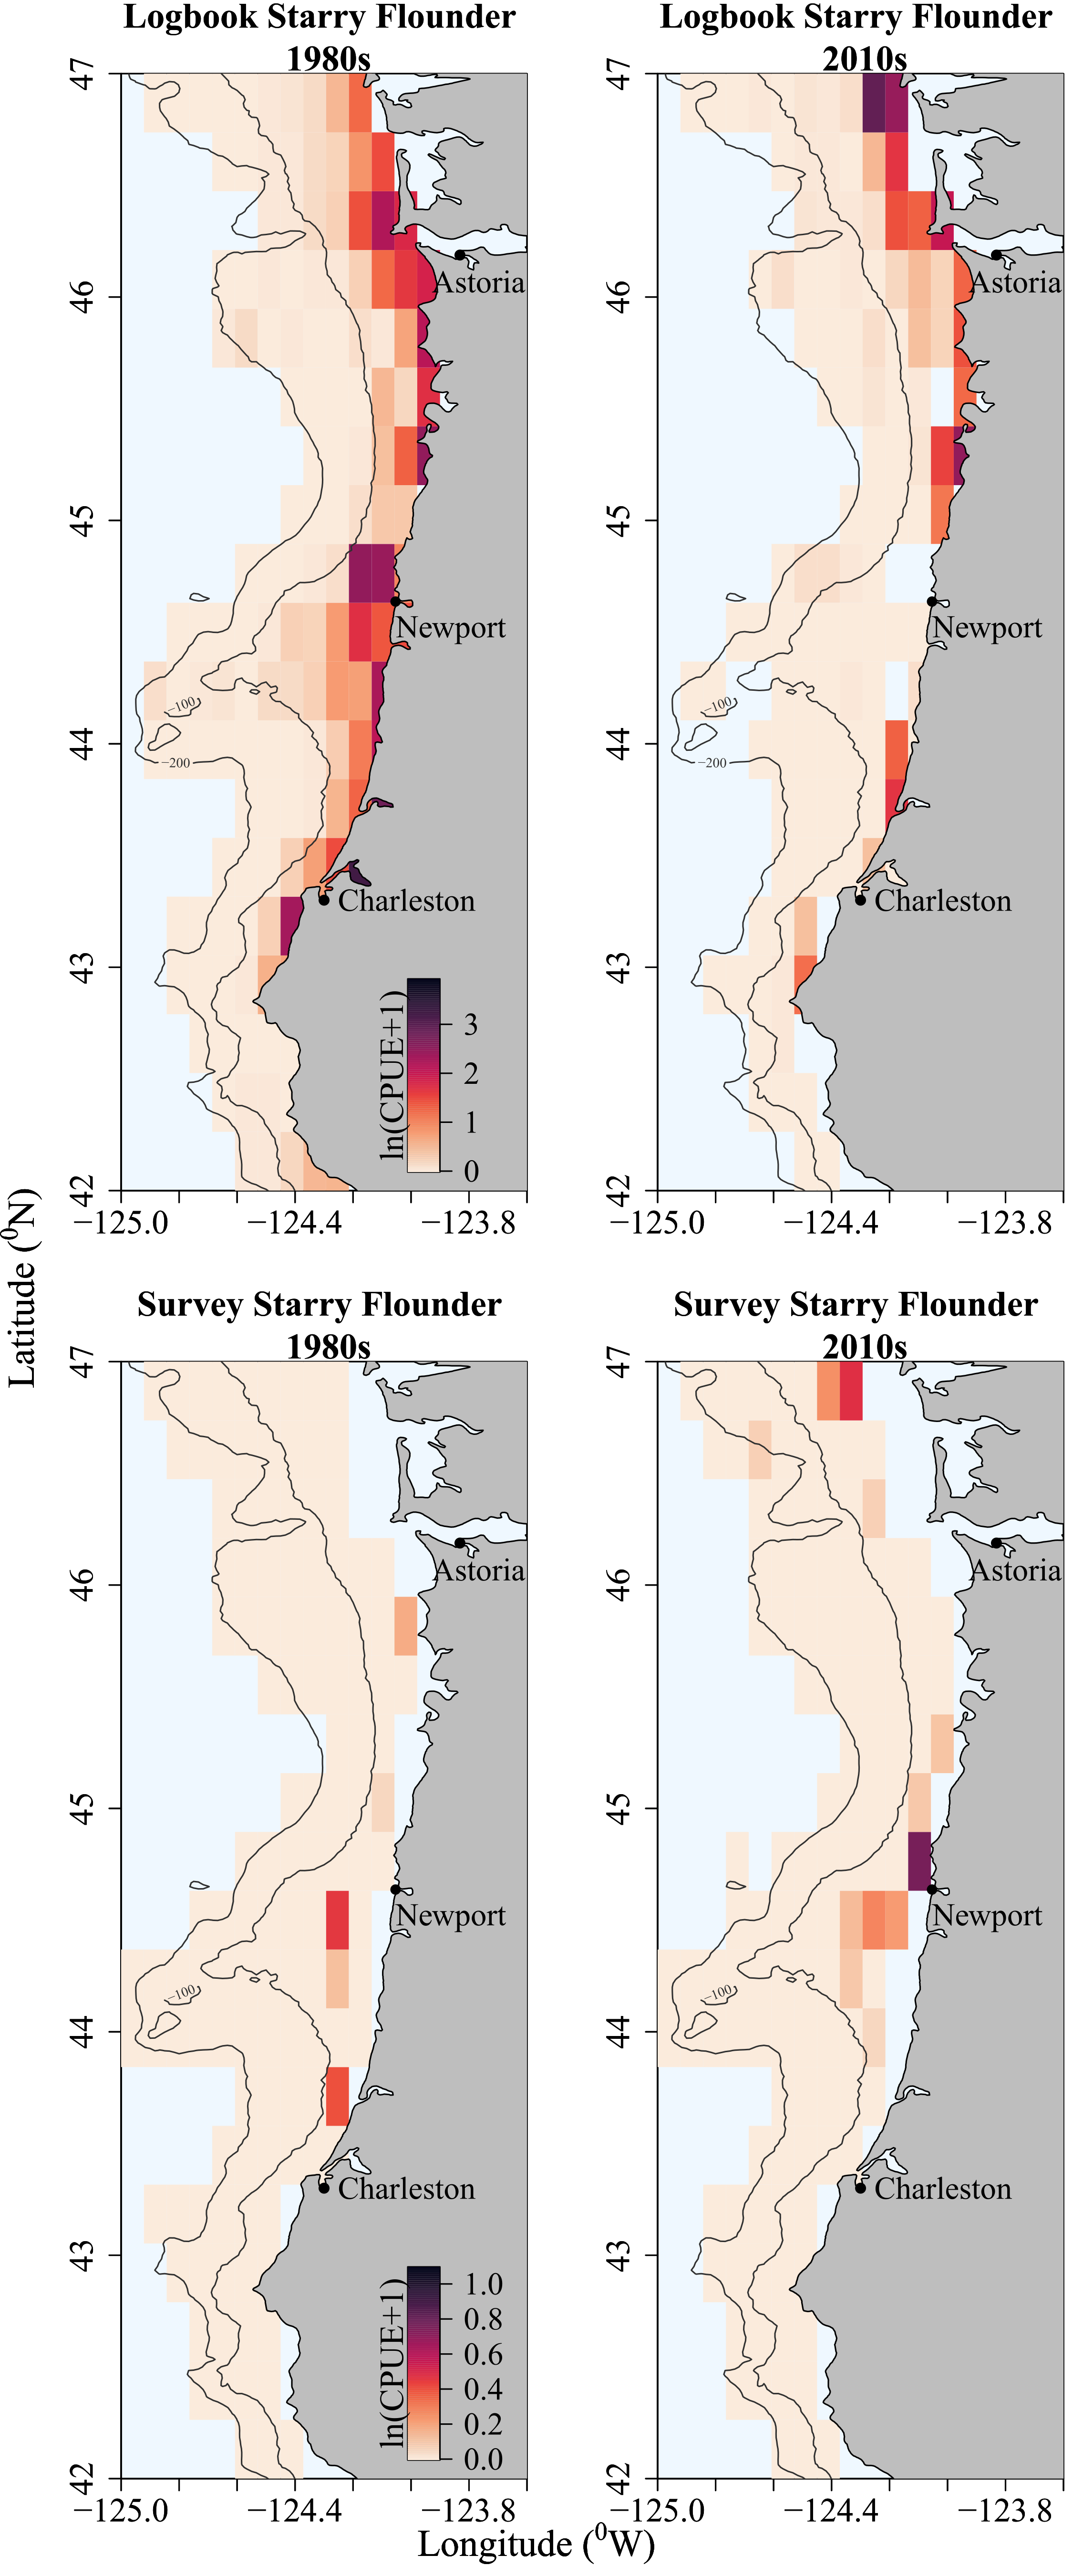 Logbook Starry Flounder
1980s
Logbook Starry Flounder
2010s
47
46
45
44
43
42
−125.0
−124.4
−123.8
Astoria
Newport
Charleston
−100
−200
ln(CPUE+1)
3
2
1
0
47
46
45
44
43
42
−125.0
−124.4
−123.8
Astoria
Newport
Charleston
−100
−200
Latitude (⁰N)
Survey Starry Flounder
1980s
Survey Starry Flounder
2010s
47
46
45
44
43
42
−125.0
−124.4
−123.8
Astoria
Newport
Charleston
−100
ln(CPUE+1)
1.0
0.8
0.6
0.4
0.2
0.0
47
46
45
44
43
42
−125.0
−124.4
−123.8
Astoria
Newport
Charleston
−100
Longitude (⁰W)